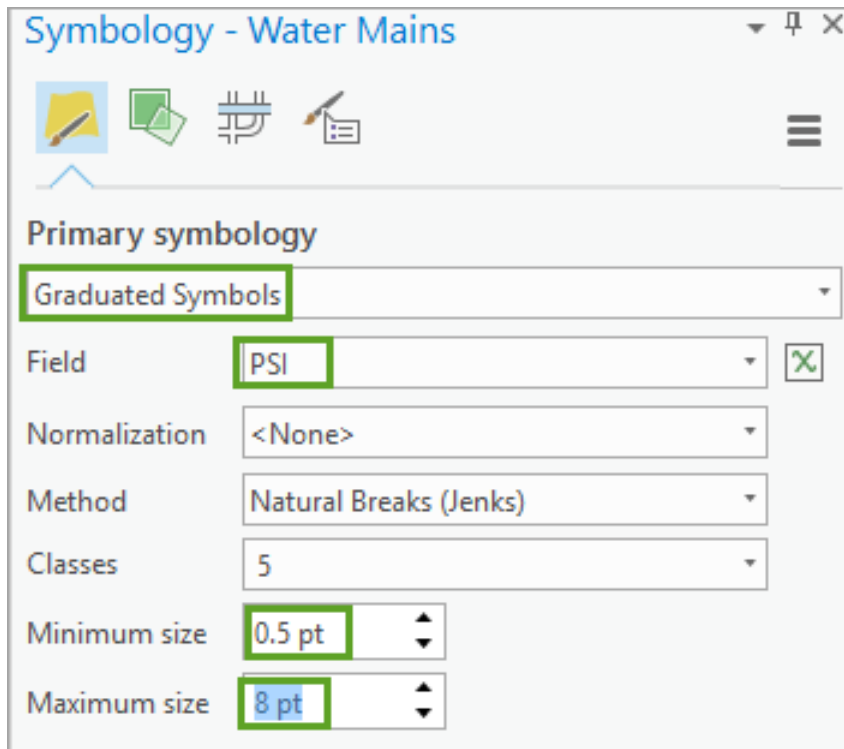 Symbology - Water Mains
Primary symbology
Graduated Symbols
Field PSI
Normalization <None>
Method Natural Breaks (Jenks)
Classes 5
Minimum size 0.5 pt
Maximum size 8 pt